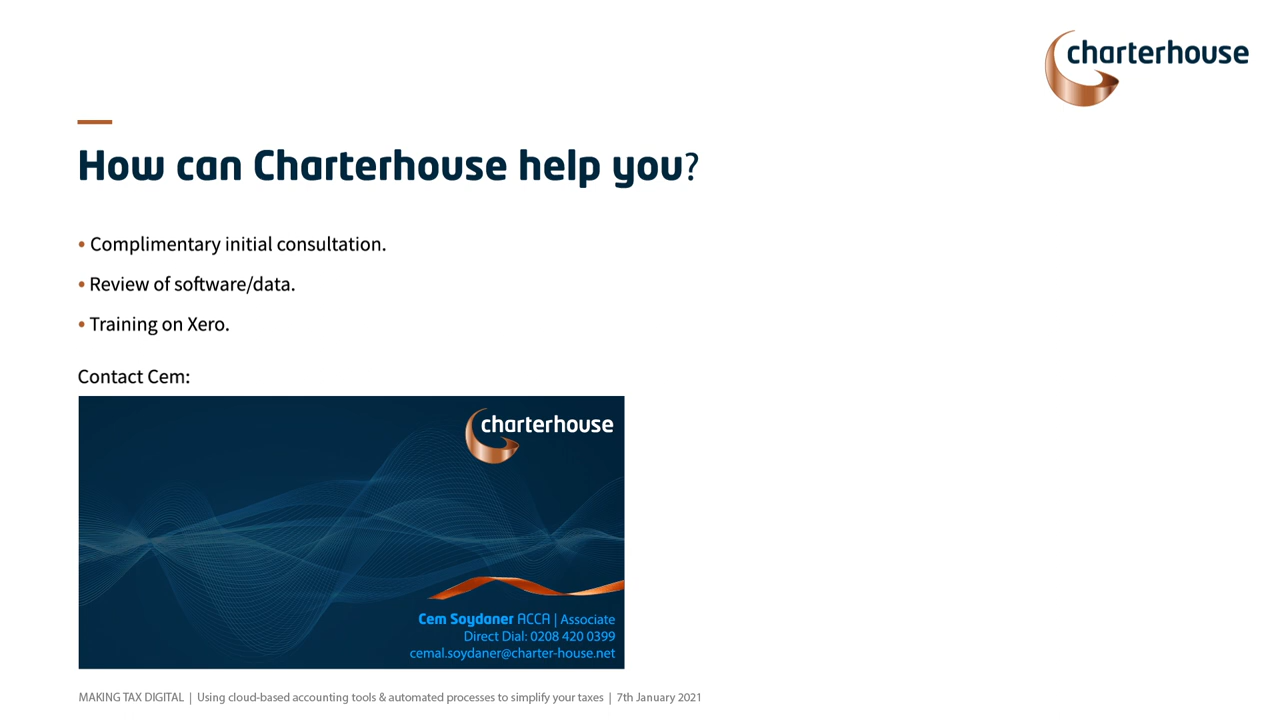 charterhouse
How can Charterhouse help you?
• Complimentary initial consultation.
• Review of software/data.
• Training on Xero.
Contact Cem:
charterhouse
Cem Soydaner ACCA | Associate
Direct Dial: 0208 420 0399
cemal.soydaner@charter-house.net
MAKING TAX DIGITAL | Using cloud-based accounting tools & automated processes to simplify your taxes | 7th January 2021